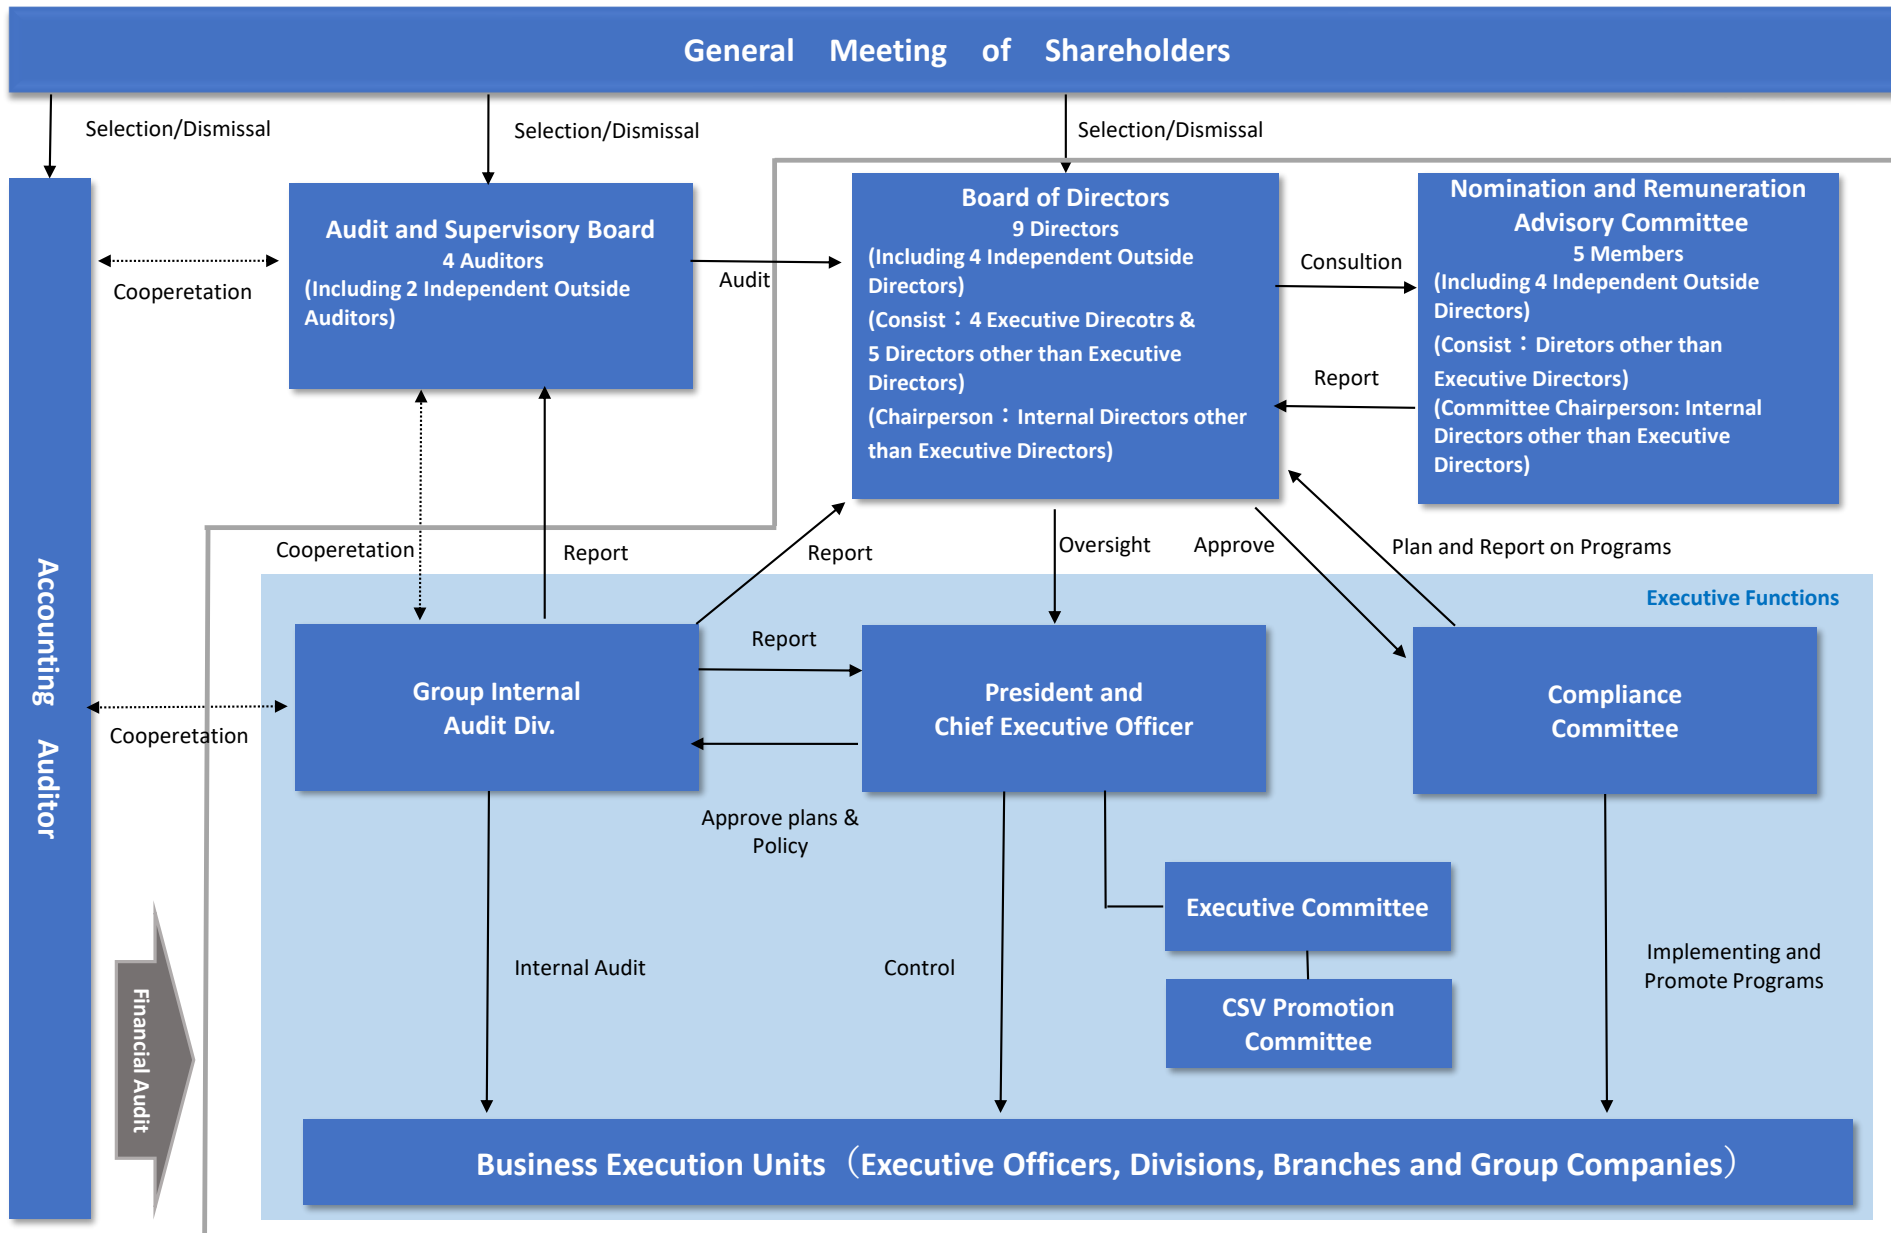 General Meeting of Shareholders
Selection/Dismissal
Selection/Dismissal
Selection/Dismissal
Accounting Auditor
Cooperetation
Audit and Supervisory Board
4 Auditors
(Including 2 Independent Outside
Auditors)
Audit
Board of Directors
9 Directors
(Including 4 Independent Outside
Directors)
(Consist：4 Executive Direcotrs &
5 Directors other than Executive
Directors)
(Chairperson：Internal Directors other
than Executive Directors)
Consultion
Report
Nomination and Remuneration
Advisory Committee
5 Members
(Including 4 Independent Outside
Directors)
(Consist：Diretors other than
Executive Directors)
(Committee Chairperson: Internal
Directors other than Executive
Directors)
Cooperetation
Report
Report
Oversight
Approve
Plan and Report on Programs
Executive Functions
Cooperetation
Group Internal
Audit Div.
Report
Approve plans &
Policy
President and
Chief Executive Officer
Compliance
Committee
Executive Committee
CSV Promotion
Committee
Financial Audit
Internal Audit
Control
Implementing and
Promote Programs
Business Execution Units（Executive Officers, Divisions, Branches and Group Companies）